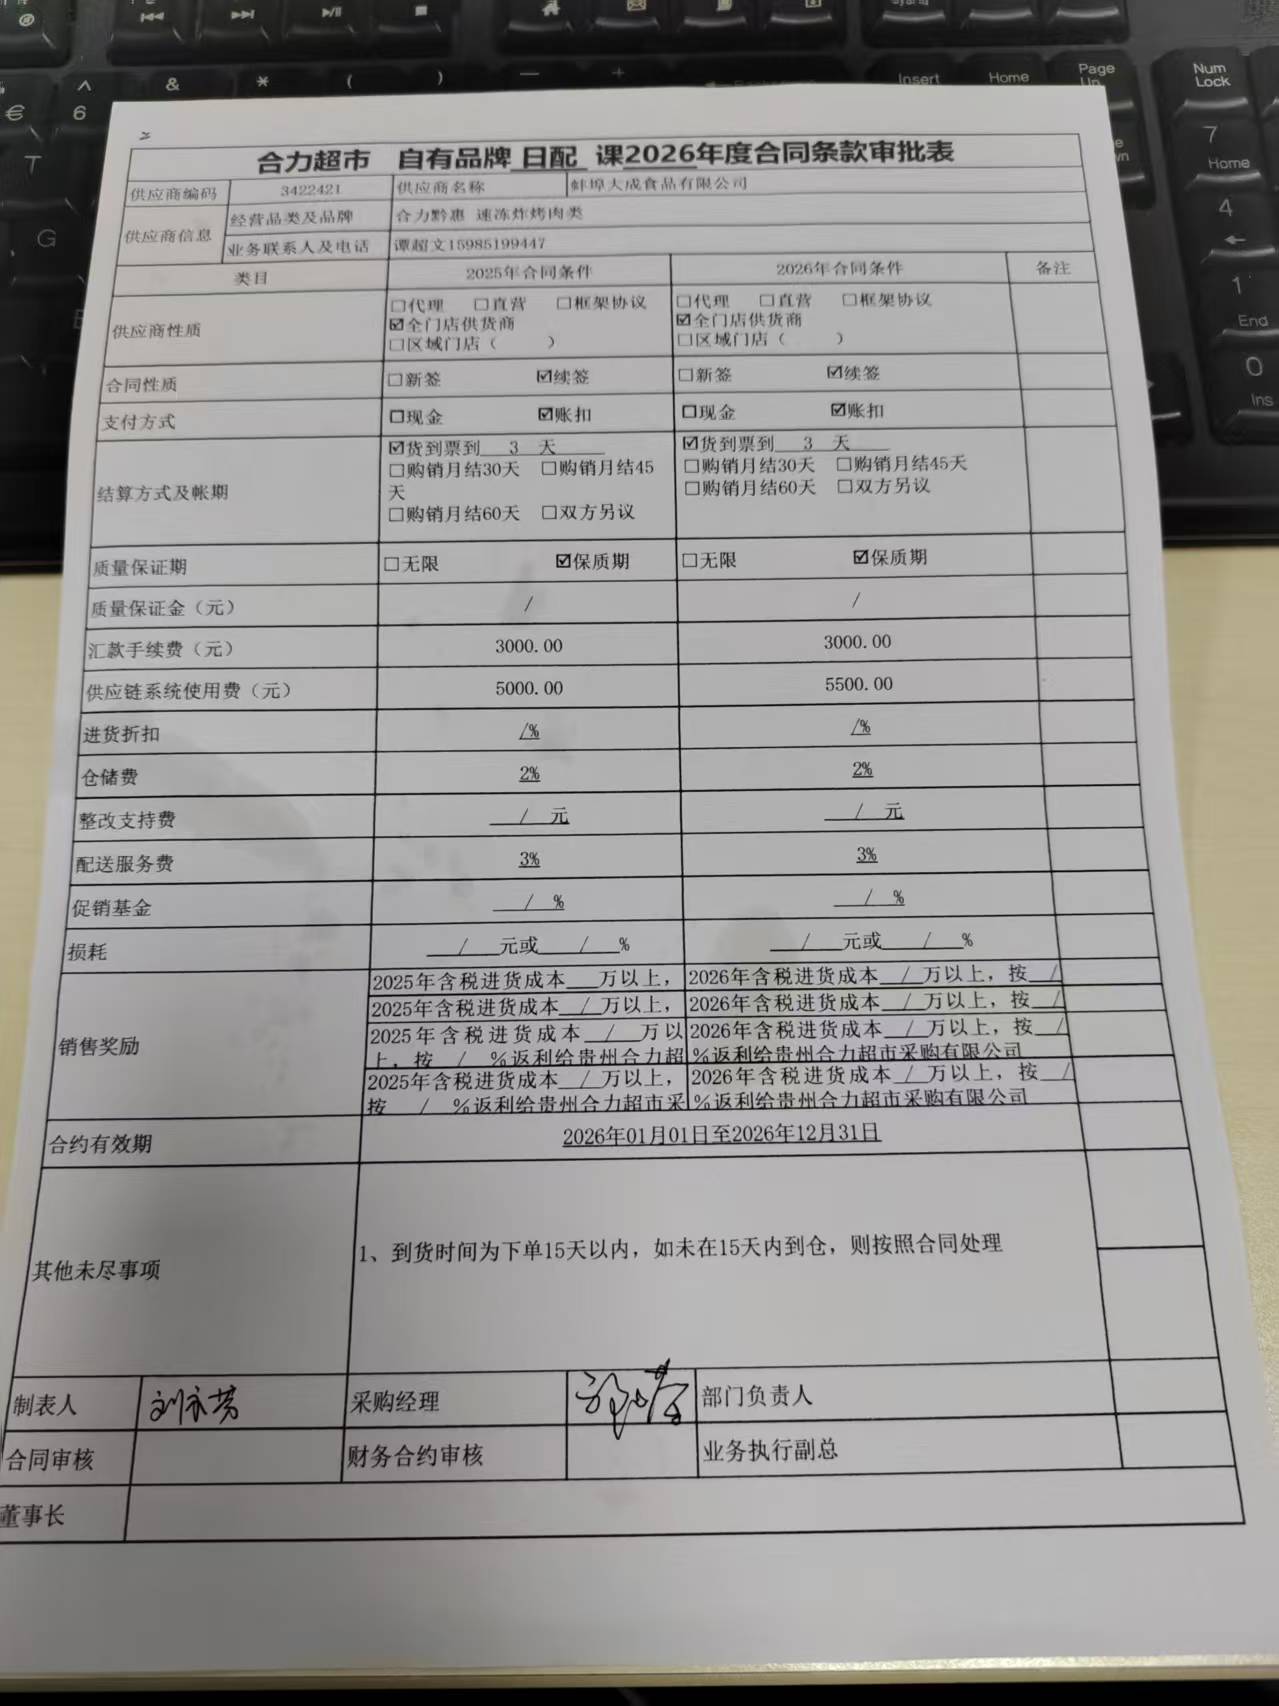 合力超市 自有品牌 日配 课2026年度合同条款审批表
供应商编码 3422421 供应商名称 蚌埠大成食品有限公司
供应商信息 经营品类及品牌 合力黔惠 速冻炸烤肉类
业务联系人及电话 谭超文15985199447
类目 2025年合同条件 2026年合同条件 备注
供应商性质
□代理 □直营 □框架协议
☑全门店供货商
□区域门店（ ）
□代理 □直营 □框架协议
☑全门店供货商
□区域门店（ ）
合同性质 □新签 ☑续签 □新签 ☑续签
支付方式 □现金 ☑账扣 □现金 ☑账扣
结算方式及帐期
☑货到票到 3 天
□购销月结30天 □购销月结45
天
□购销月结60天 □双方另议
☑货到票到 3 天
□购销月结30天 □购销月结45天
□购销月结60天 □双方另议
质量保证期 □无限 ☑保质期 □无限 ☑保质期
质量保证金（元） / /
汇款手续费（元） 3000.00 3000.00
供应链系统使用费（元） 5000.00 5500.00
进货折扣 /% /%
仓储费 2% 2%
整改支持费 / 元 / 元
配送服务费 3% 3%
促销基金 / % / %
损耗 / 元或 / % / 元或 / %
销售奖励
2025年含税进货成本___万以上， 2026年含税进货成本 / 万以上，按 /
2025年含税进货成本 / 万以上， 2026年含税进货成本 / 万以上，按 /
2025年含税进货成本 / 万以 2026年含税进货成本 / 万以上，按 /
上，按 / %返利给贵州合力超 %返利给贵州合力超市采购有限公司
2025年含税进货成本 / 万以上， 2026年含税进货成本 / 万以上，按 /
按 / %返利给贵州合力超市采 %返利给贵州合力超市采购有限公司
合约有效期 2026年01月01日至2026年12月31日
其他未尽事项 1、到货时间为下单15天以内，如未在15天内到仓，则按照合同处理
制表人 采购经理 部门负责人
合同审核 财务合约审核 业务执行副总
董事长
6
&
*
(
)
€
T
G
Insert
Home
Page
Up
Num
Lock
7
Home
4
1
End
0
Ins